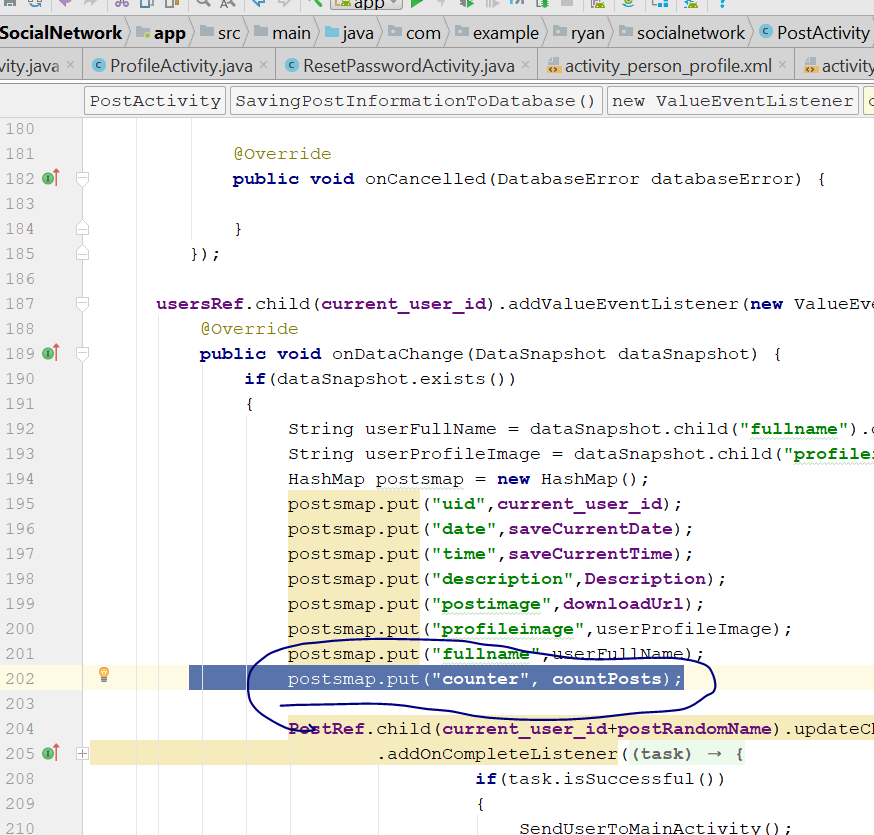 app
SocialNetwork app src main java com example ryan socialnetwork PostActivity
vity.java × ProfileActivity.java × ResetPasswordActivity.java × activity_person_profile.xml × activity
PostActivity SavingPostInformationToDatabase() new ValueEventListener
180
181 @Override
182 public void onCancelled(DatabaseError databaseError) {
183
184 }
185 });
186
187 usersRef.child(current_user_id).addValueEventListener(new ValueEve
188 @Override
189 public void onDataChange(DataSnapshot dataSnapshot) {
190 if(dataSnapshot.exists())
191 {
192 String userFullName = dataSnapshot.child("fullname").
193 String userProfileImage = dataSnapshot.child("profile
194 HashMap postsmap = new HashMap();
195 postsmap.put("uid",current_user_id);
196 postsmap.put("date",saveCurrentDate);
197 postsmap.put("time",saveCurrentTime);
198 postsmap.put("description",Description);
199 postsmap.put("postimage",downloadUrl);
200 postsmap.put("profileimage",userProfileImage);
201 postsmap.put("fullname",userFullName);
202 postsmap.put("counter", countPosts);
203
204 PostRef.child(current_user_id+postRandomName).updateCh
205 .addOnCompleteListener((task) → {
208 if(task.isSuccessful())
209 {
210 SendUserToMainActivity();